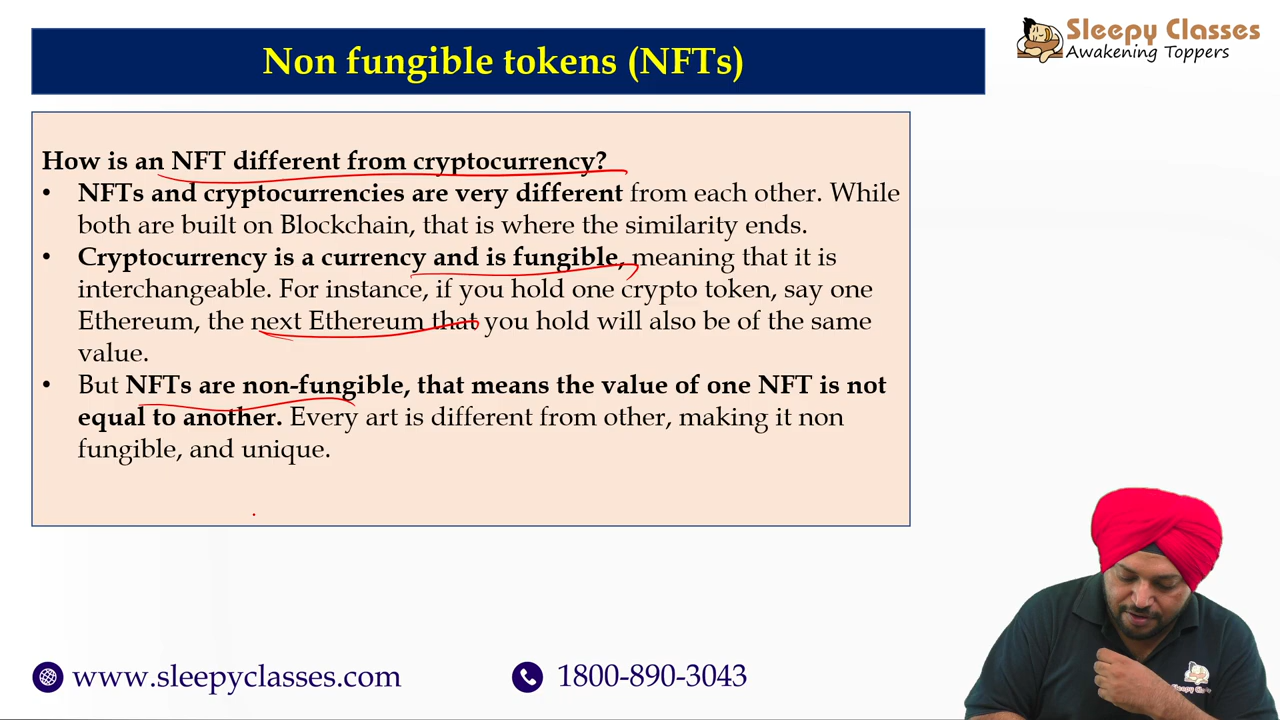 Non fungible tokens (NFTs)
Sleepy Classes
Awakening Toppers
How is an NFT different from cryptocurrency?
• NFTs and cryptocurrencies are very different from each other. While
both are built on Blockchain, that is where the similarity ends.
• Cryptocurrency is a currency and is fungible, meaning that it is
interchangeable. For instance, if you hold one crypto token, say one
Ethereum, the next Ethereum that you hold will also be of the same
value.
• But NFTs are non-fungible, that means the value of one NFT is not
equal to another. Every art is different from other, making it non
fungible, and unique.
www.sleepyclasses.com
1800-890-3043